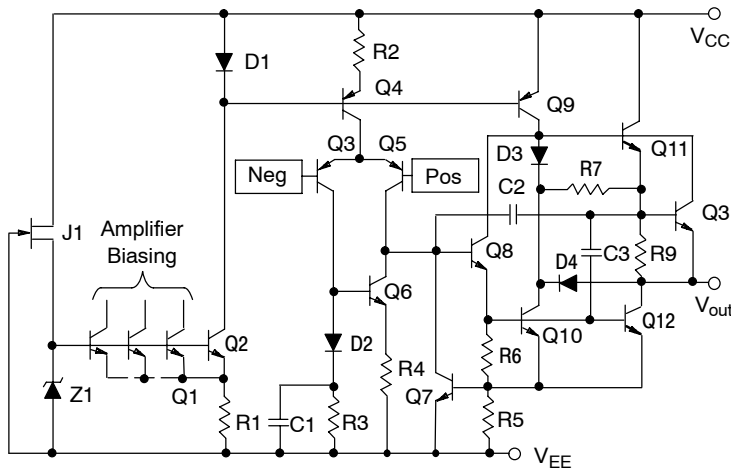 V_CC
D1
R2
Q4
Q9
Q3
Q5
D3
Q11
R7
Neg
Pos
C2
Q3
J1
Amplifier
Biasing
Q8
C3
R9
D4
Q6
V_out
Q2
Q10
Q12
D2
R6
Z1
Q1
R4
Q7
R1
C1
R3
R5
V_EE